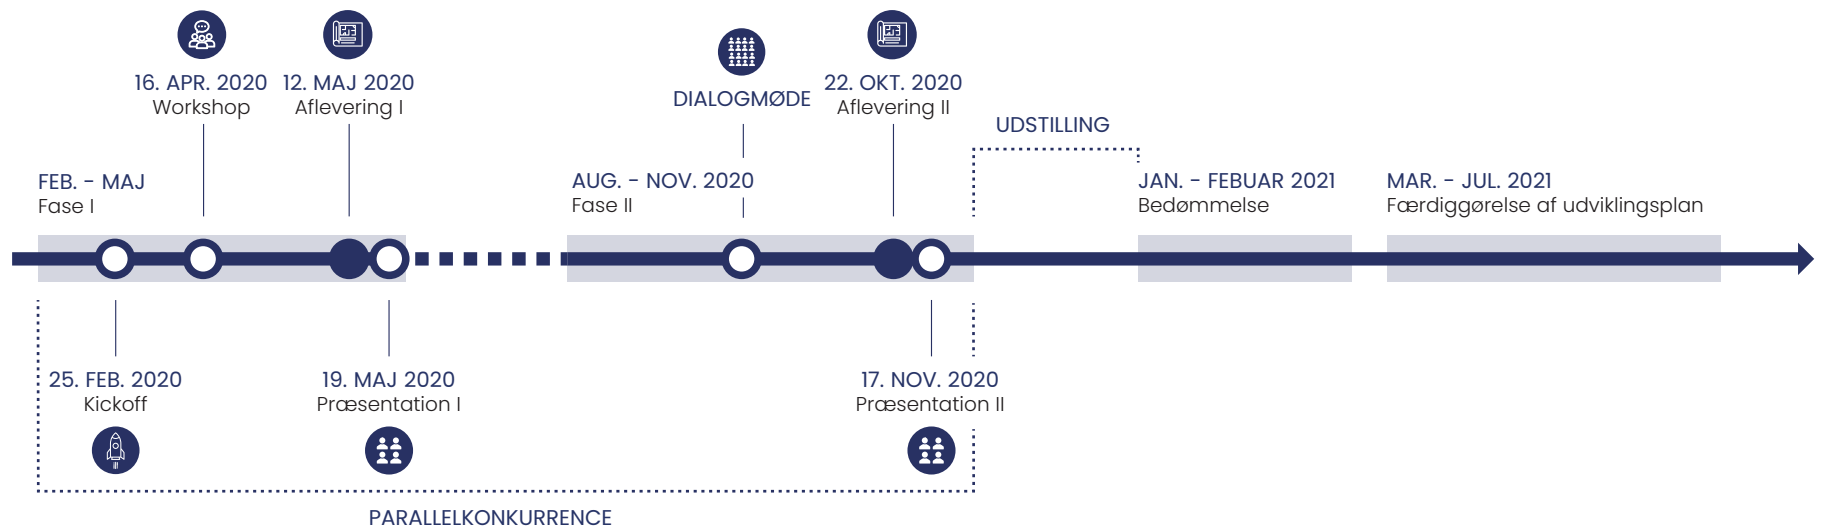 16. APR. 2020
Workshop
12. MAJ 2020
Aflevering I
DIALOGMØDE
22. OKT. 2020
Aflevering II
UDSTILLING
FEB. - MAJ
Fase I
AUG. - NOV. 2020
Fase II
JAN. - FEBUAR 2021
Bedømmelse
MAR. - JUL. 2021
Færdiggørelse af udviklingsplan
25. FEB. 2020
Kickoff
19. MAJ 2020
Præsentation I
17. NOV. 2020
Præsentation II
PARALLELKONKURRENCE